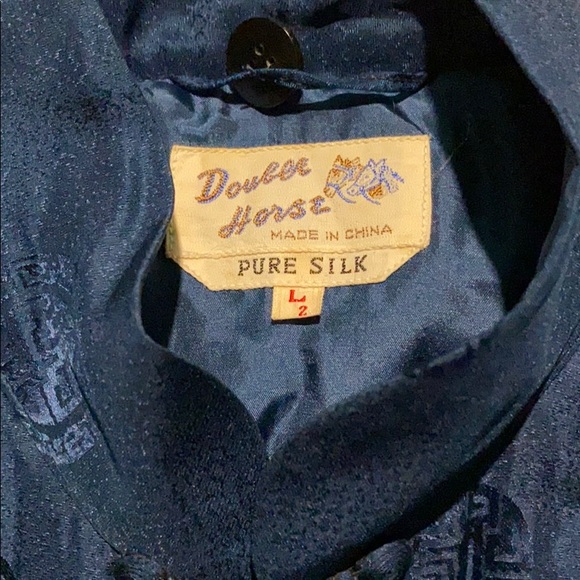 Double
Horse
MADE IN CHINA
PURE SILK
L
2